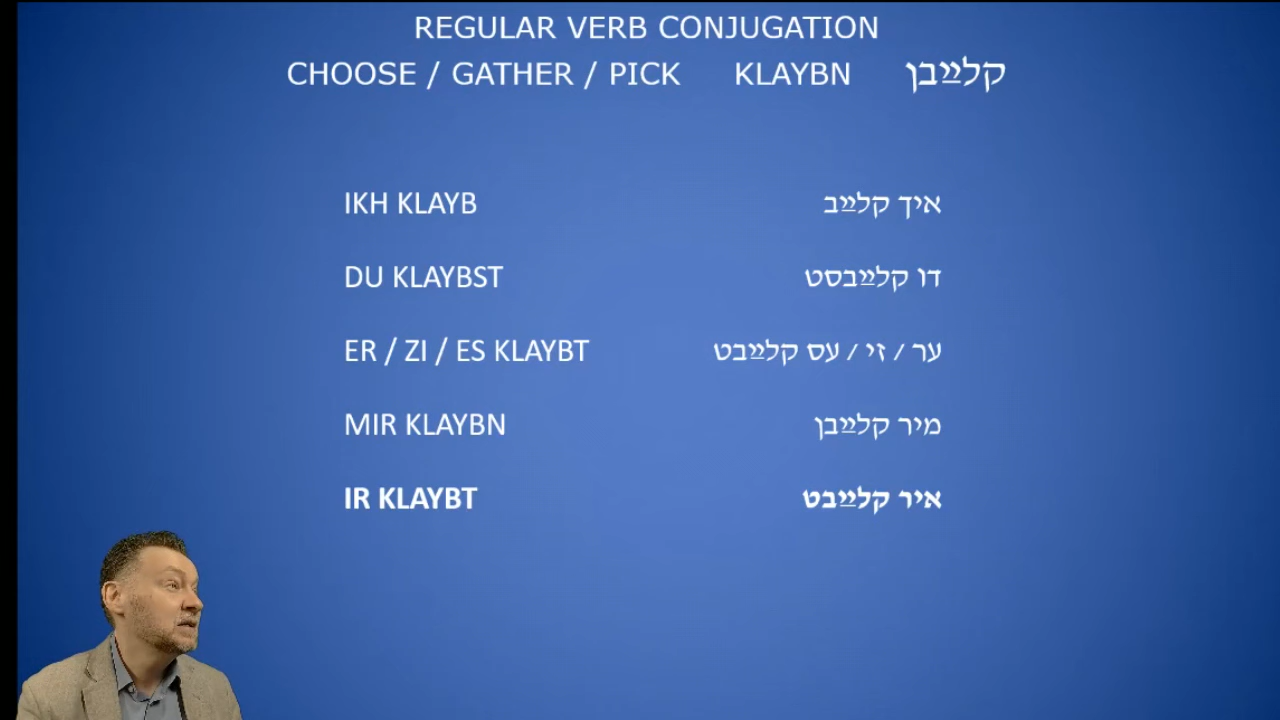 REGULAR VERB CONJUGATION
CHOOSE / GATHER / PICK KLAYBN קלײַבן
IKH KLAYB איך קלײַב
DU KLAYBST דו קלײַבסט
ER / ZI / ES KLAYBT ער / זי / עס קלײַבט
MIR KLAYBN מיר קלײַבן
IR KLAYBT איר קלײַבט